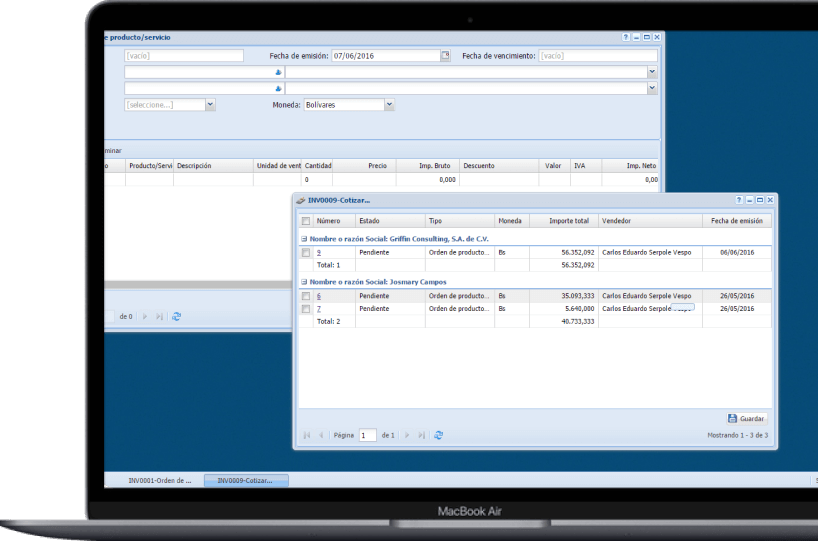 e producto/servicio
[vacío] Fecha de emisión: 07/06/2016 Fecha de vencimiento: [vacío]
[seleccione...] Moneda: Bolívares
minar
o Producto/Servi Descripción Unidad de vent Cantidad Precio Imp. Bruto Descuento Valor IVA Imp. Neto
0 0,000 0,00
INV0009-Cotizar...
Número Estado Tipo Moneda Importe total Vendedor Fecha de emisión
Nombre o razón Social: Griffin Consulting, S.A. de C.V.
9 Pendiente Orden de producto... Bs 56.352,092 Carlos Eduardo Serpole Vespo 06/06/2016
Total: 1 56.352,092
Nombre o razón Social: Josmary Campos
6 Pendiente Orden de producto... Bs 35.093,333 Carlos Eduardo Serpole Vespo 26/05/2016
7 Pendiente Orden de producto... Bs 5.640,000 Carlos Eduardo Serpole 26/05/2016
Total: 2 40.733,333
de 0
Guardar
Página 1 de 1 Mostrando 1 - 3 de 3
INV0001-Orden de ... INV0009-Cotizar...
MacBook Air